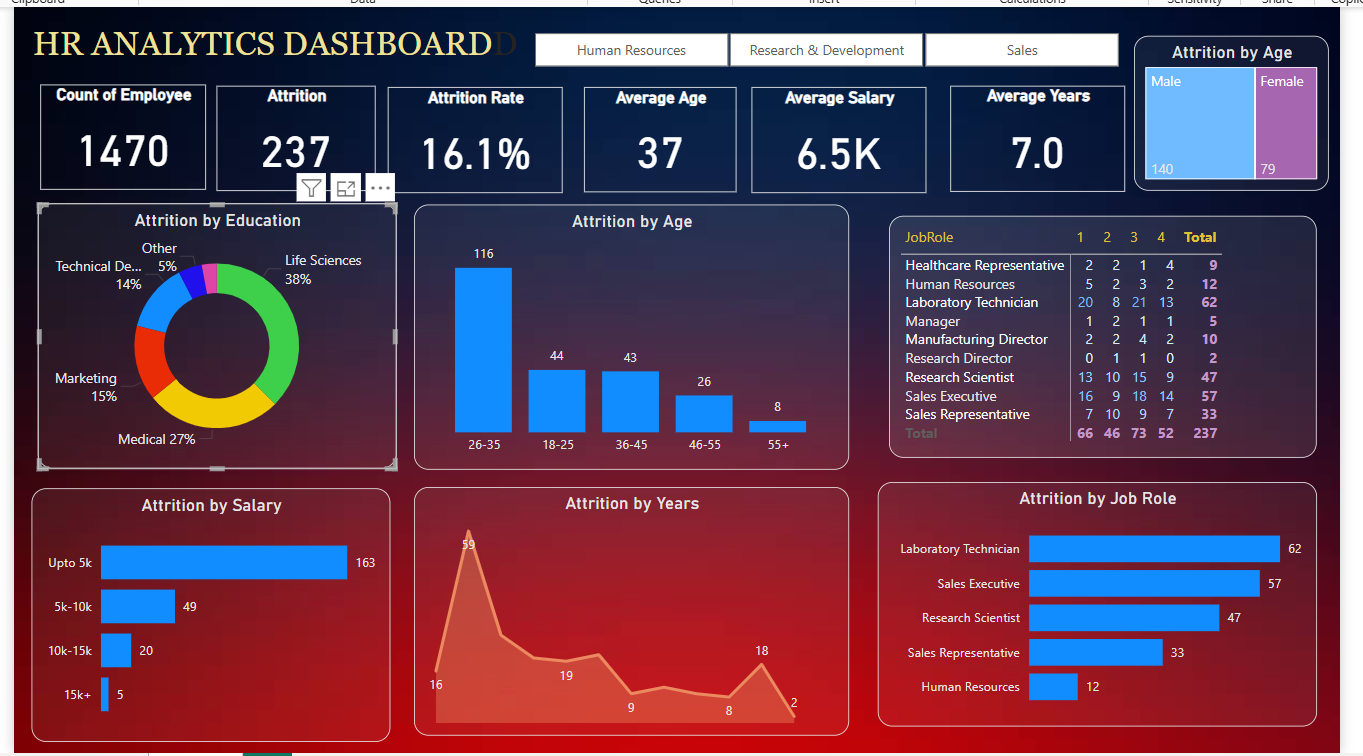 Clipboard
Data
Queries
Insert
Calculations
Sensitivity
Share
HR ANALYTICS DASHBOARD
Human Resources
Research & Development
Sales
Attrition by Age
Male
Female
140
79
Count of Employee
1470
Attrition
237
Attrition Rate
16.1%
Average Age
37
Average Salary
6.5K
Average Years
7.0
Attrition by Education
Other
5%
Technical De...
14%
Life Sciences
38%
Marketing
15%
Medical 27%
Attrition by Age
116
44
43
26
8
26-35 18-25 36-45 46-55 55+
JobRole 1 2 3 4 Total
Healthcare Representative 2 2 1 4 9
Human Resources 5 2 3 2 12
Laboratory Technician 20 8 21 13 62
Manager 1 2 1 1 5
Manufacturing Director 2 2 4 2 10
Research Director 0 1 1 0 2
Research Scientist 13 10 15 9 47
Sales Executive 16 9 18 14 57
Sales Representative 7 10 9 7 33
Total 66 46 73 52 237
Attrition by Salary
Upto 5k 163
5k-10k 49
10k-15k 20
15k+ 5
Attrition by Years
59
16
19
9
8
18
2
Attrition by Job Role
Laboratory Technician 62
Sales Executive 57
Research Scientist 47
Sales Representative 33
Human Resources 12